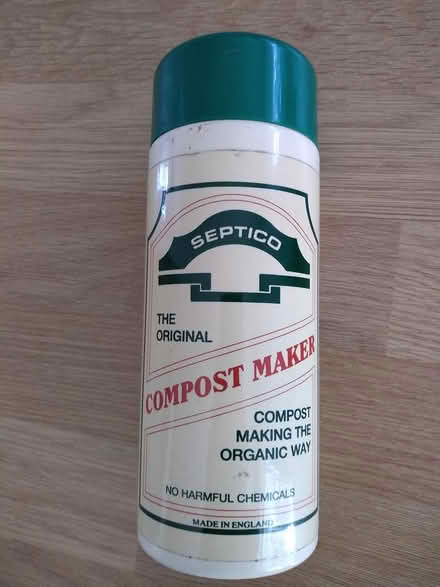 SEPTICO
THE
ORIGINAL
COMPOST MAKER
COMPOST
MAKING THE
ORGANIC WAY
NO HARMFUL CHEMICALS
MADE IN ENGLAND